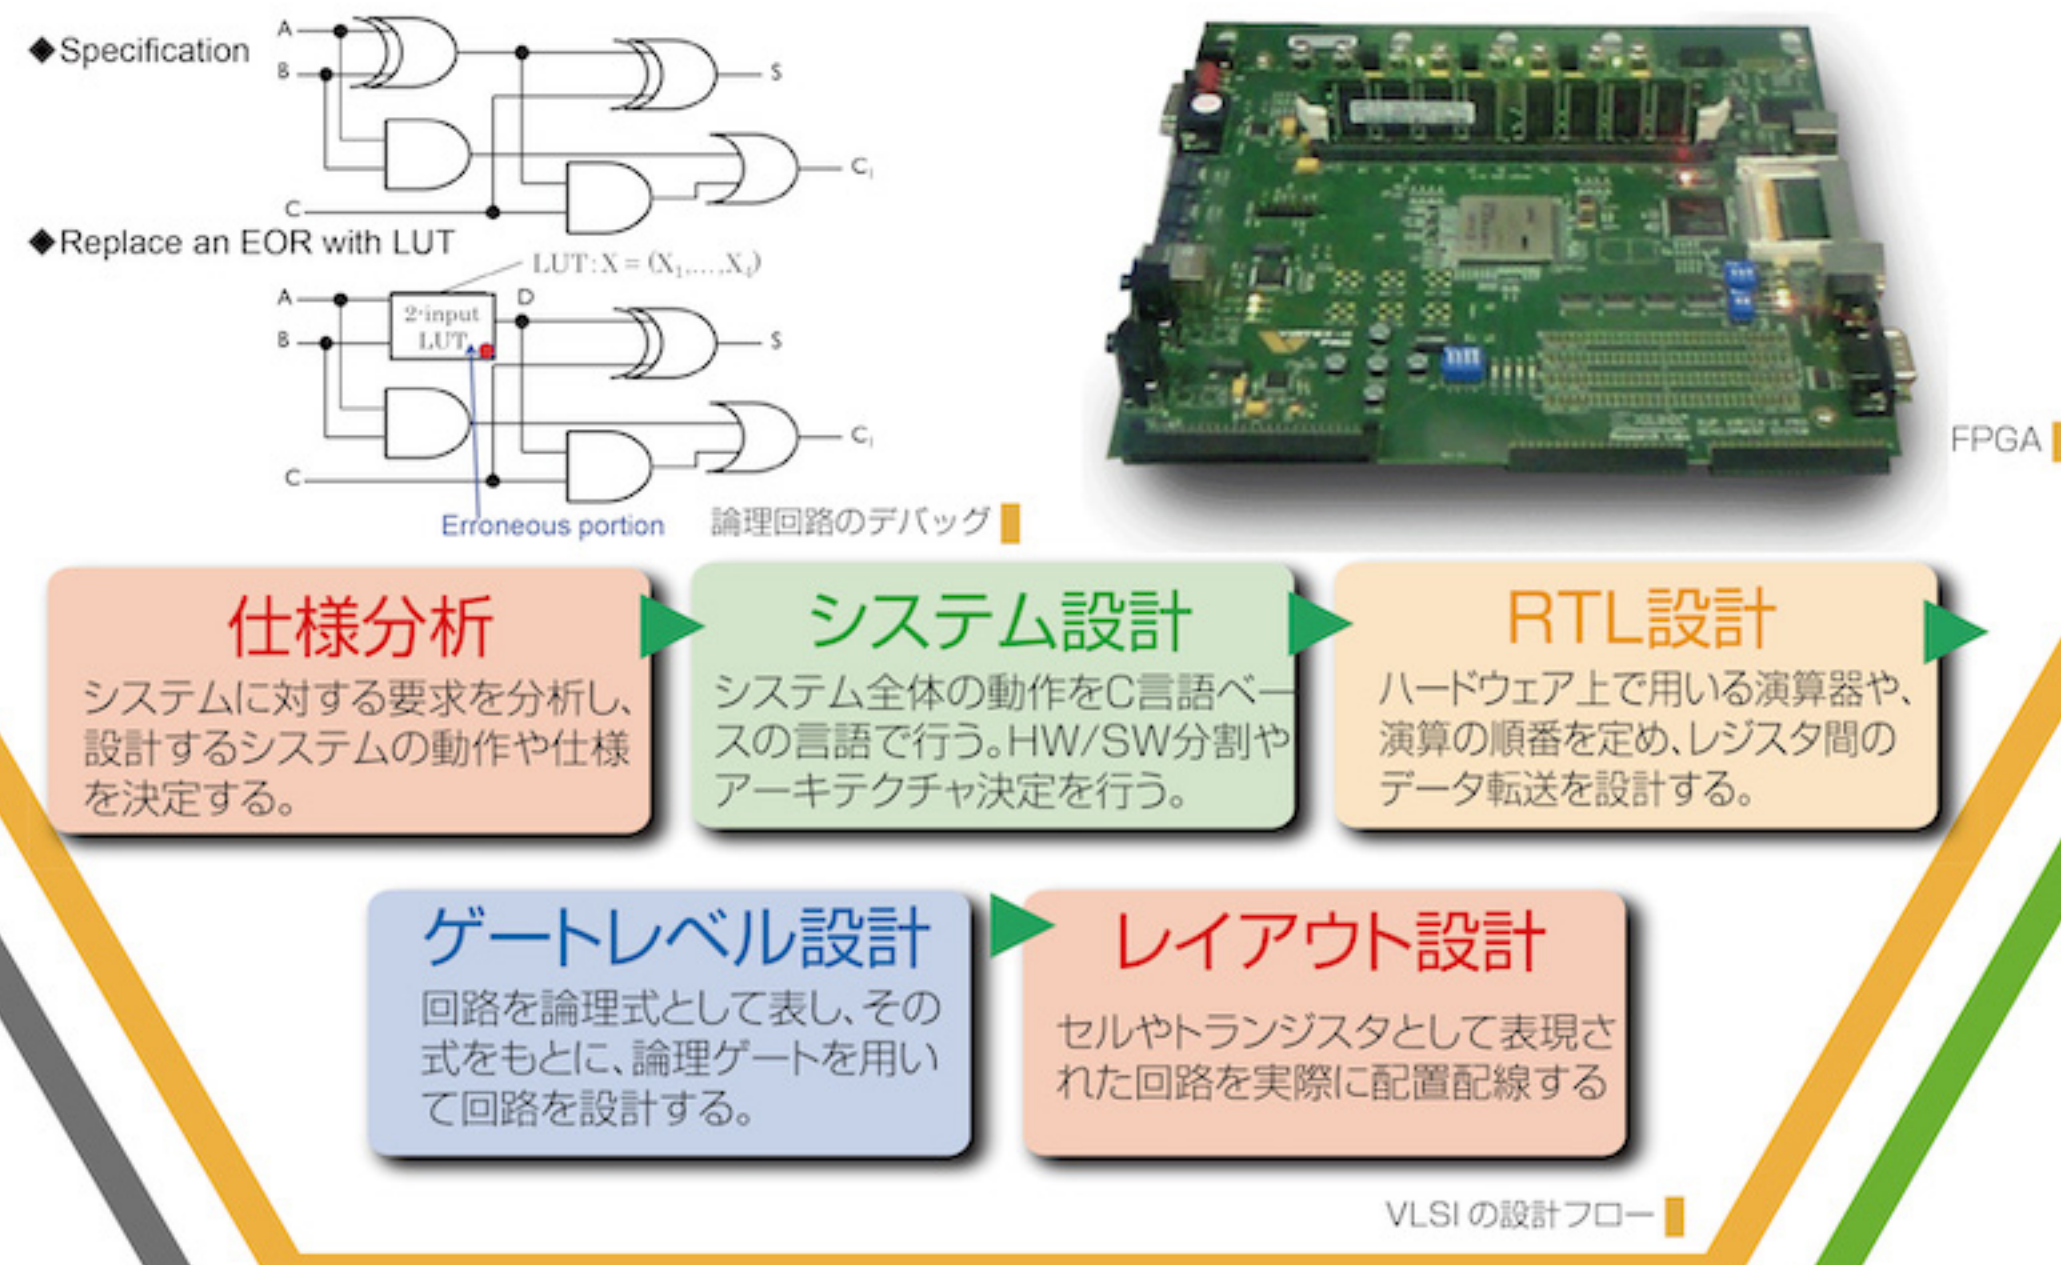 ◆Specification
A
B
S
C₁
C
◆Replace an EOR with LUT
LUT:X = (X₁,...,X₄)
A
2-input
LUT
D
B
S
C₁
C
Erroneous portion
論理回路のデバッグ
FPGA
仕様分析
システムに対する要求を分析し、
設計するシステムの動作や仕様
を決定する。
システム設計
システム全体の動作をC言語ベー
スの言語で行う。HW/SW分割や
アーキテクチャ決定を行う。
RTL設計
ハードウェア上で用いる演算器や、
演算の順番を定め、レジスタ間の
データ転送を設計する。
ゲートレベル設計
回路を論理式として表し、その
式をもとに、論理ゲートを用い
て回路を設計する。
レイアウト設計
セルやトランジスタとして表現さ
れた回路を実際に配置配線する
VLSI の設計フロー